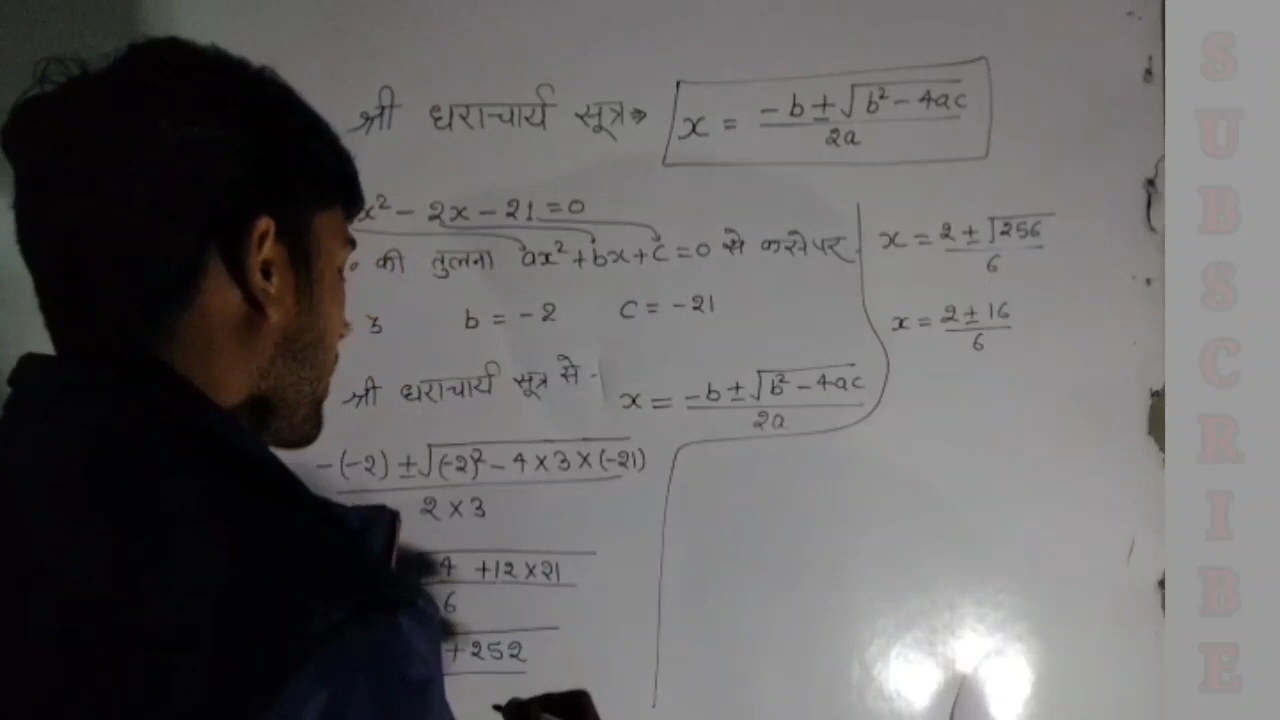 श्री धराचार्य सूत्र⇒ x = (-b ± √(b² - 4ac))/(2a)
x² - 2x - 21 = 0
की तुलना ax² + bx + c = 0 से करने पर
3 b = -2 c = -21
श्री धराचार्य सूत्र से - x = (-b ± √(b² - 4ac))/(2a)
(-(-2) ± √((-2)² - 4×3×(-21)))/(2×3)
4 +12×21
6
+252
x = (2 ± √256)/6
x = (2 ± 16)/6
SUBSCRIBE